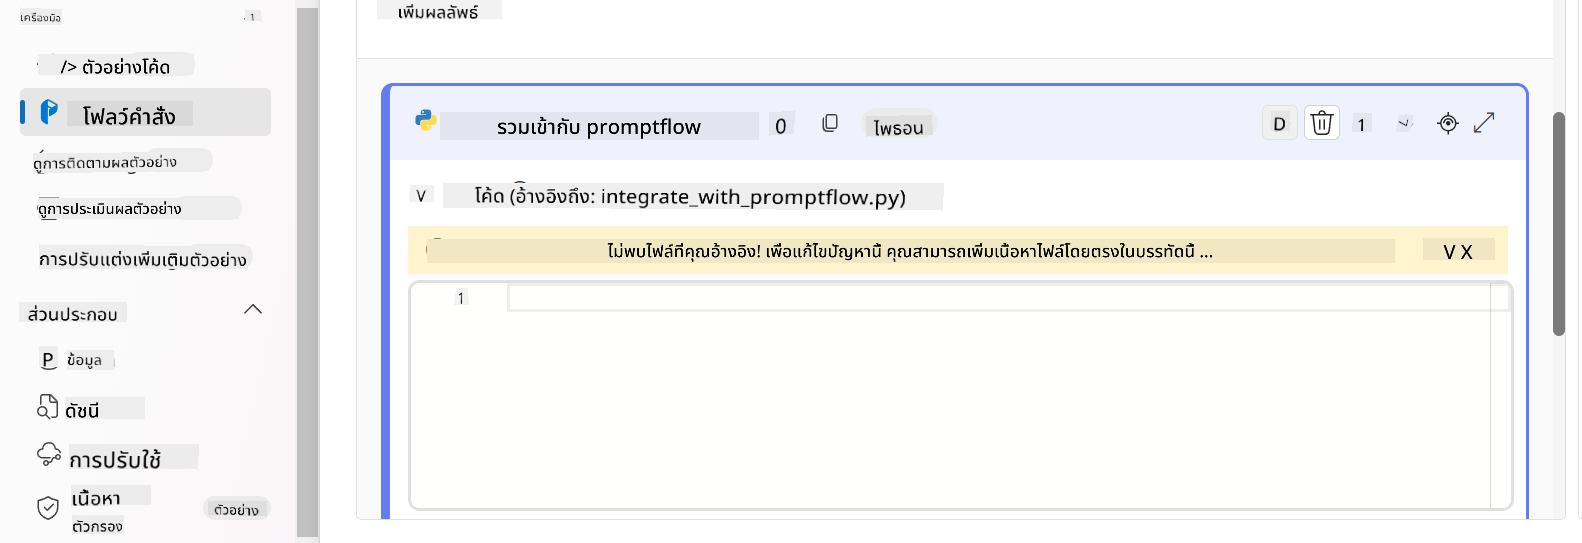 เครื่องมือ
1
/> ตัวอย่างโค้ด
โฟลว์คำสั่ง
ดูการติดตามผลตัวอย่าง
ดูการประเมินผลตัวอย่าง
การปรับแต่งเพิ่มเติมตัวอย่าง
ส่วนประกอบ
P ข้อมูล
ดัชนี
การปรับใช้
เนื้อหา
ตัวกรอง
ตัวอย่าง
เพิ่มผลลัพธ์
รวมเข้ากับ promptflow 0 ไพธอน D 1
V โค้ด (อ้างอิงถึง: integrate_with_promptflow.py)
ไม่พบไฟล์ที่คุณอ้างอิง! เพื่อแก้ไขปัญหานี้ คุณสามารถเพิ่มเนื้อหาไฟล์โดยตรงในบรรทัดนี้ ... V X
1